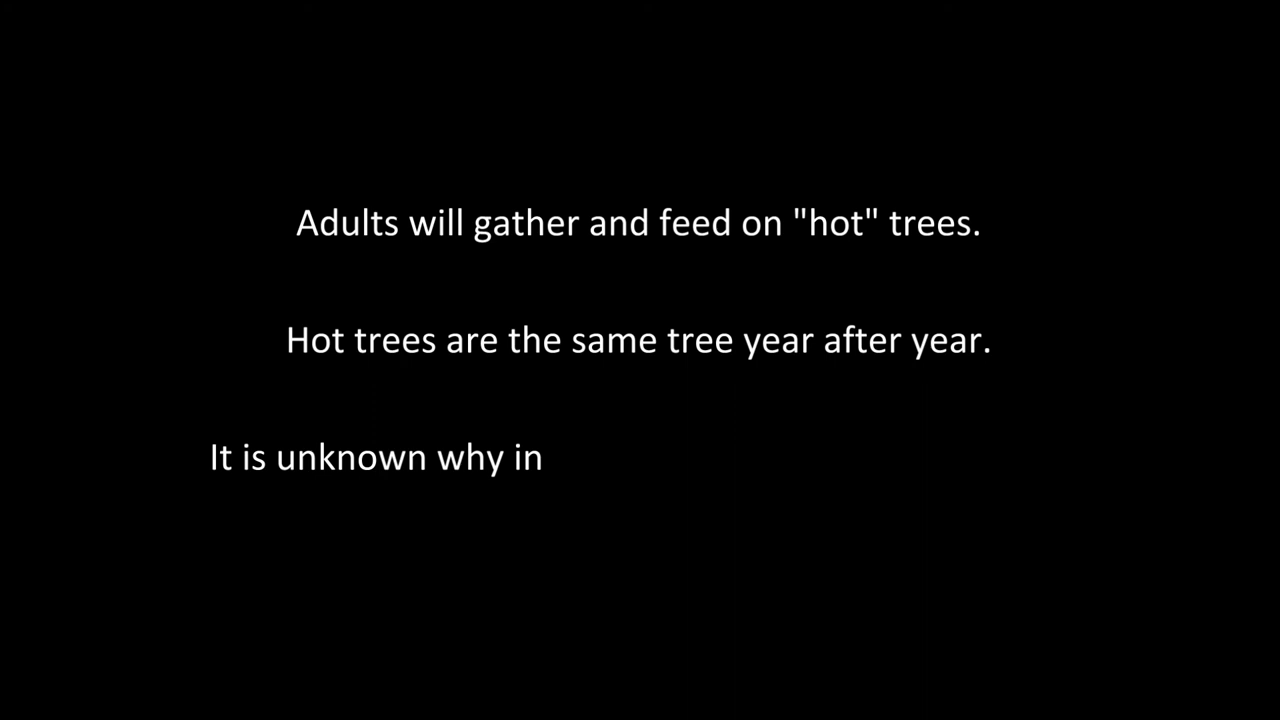 Adults will gather and feed on "hot" trees.
Hot trees are the same tree year after year.
It is unknown why in